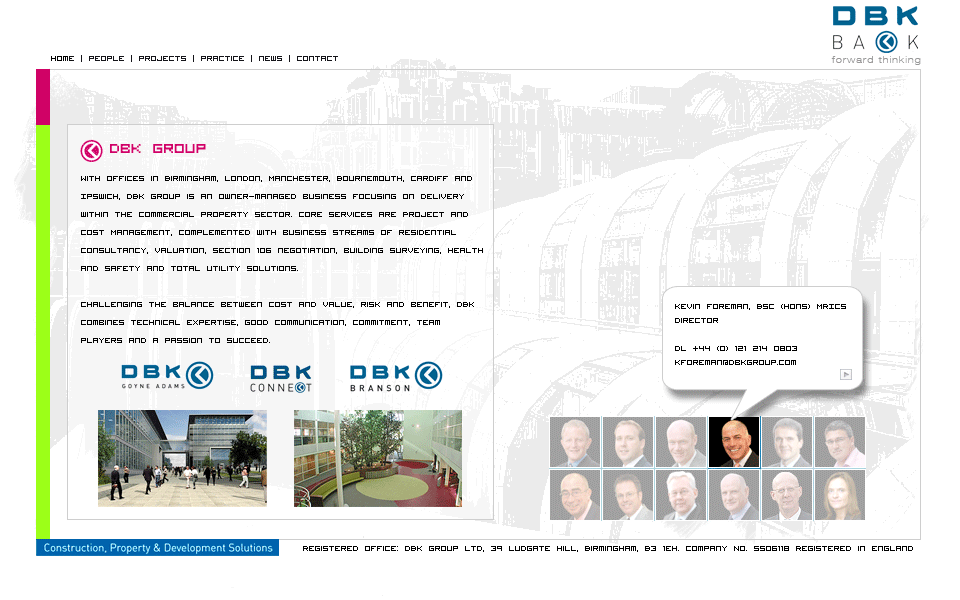 DBK
BACK
forward thinking
HOME | PEOPLE | PROJECTS | PRACTICE | NEWS | CONTACT
DBK GROUP
WITH OFFICES IN BIRMINGHAM, LONDON, MANCHESTER, BOURNEMOUTH, CARDIFF AND
IPSWICH, DBK GROUP IS AN OWNER-MANAGED BUSINESS FOCUSING ON DELIVERY
WITHIN THE COMMERCIAL PROPERTY SECTOR. CORE SERVICES ARE PROJECT AND
COST MANAGEMENT, COMPLEMENTED WITH BUSINESS STREAMS OF RESIDENTIAL
CONSULTANCY, VALUATION, SECTION 106 NEGOTIATION, BUILDING SURVEYING, HEALTH
AND SAFETY AND TOTAL UTILITY SOLUTIONS.
CHALLENGING THE BALANCE BETWEEN COST AND VALUE, RISK AND BENEFIT, DBK
COMBINES TECHNICAL EXPERTISE, GOOD COMMUNICATION, COMMITMENT, TEAM
PLAYERS AND A PASSION TO SUCCEED.
DBK
GOYNE ADAMS
DBK
CONNECT
DBK
BRANSON
KEVIN FOREMAN, BSC (HONS) MRICS
DIRECTOR
DL +44 (0) 121 214 0803
KFOREMAN@DBKGROUP.COM
Construction, Property & Development Solutions
REGISTERED OFFICE: DBK GROUP LTD, 39 LUDGATE HILL, BIRMINGHAM, B3 1EH. COMPANY NO. 5506118 REGISTERED IN ENGLAND